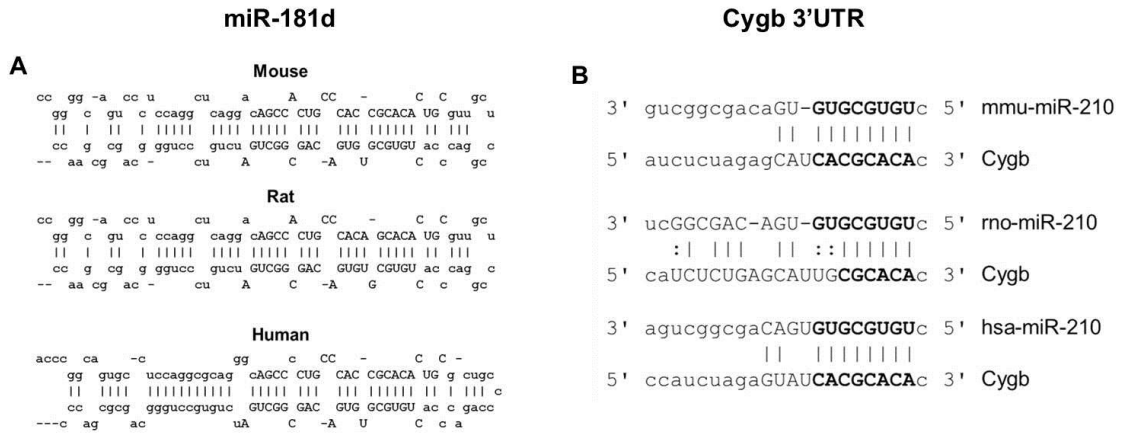 miR-181d
Cygb 3'UTR
A
Mouse
cc gg -a cc u cu a A CC - C C gc
gg c gu c ccagg cagg cAGCC CUG CAC CGCACA UG guu u
|| | || | ||||| |||| ||||| ||| ||| |||||| || |||
cc g cg g ggucc gucu GUCGG GAC GUG GCGUGU ac cag c
-- aa cg ac- cu A C -A U C c gc
Rat
cc gg -a cc u cu a A CC - C C gc
gg c gu c ccagg cagg cAGCC CUG CACA GCACA UG guu u
|| | || | ||||| |||| ||||| ||| |||| ||||| || |||
cc g cg g ggucc gucu GUCGG GAC GUGU CGUGU ac cag c
-- aa cg ac- cu A C -A G C c gc
Human
accc ca -c gg c CC - C C -
gg gugc uccaggcgcag cAGCC CUG CAC CGCACA UG g cugc
|| |||| ||||||||||| ||||| ||| ||| |||||| || | |||| c
cc cgcg ggguccguguc GUCGG GAC GUG GCGUGU ac c gacc
---c ag ac uA C -A U C c a
B
3' gucggcgacaGU-GUGCGUGUc 5' mmu-miR-210
|| ||||||||
5' aucucuagagCAUCACGCACAc 3' Cygb
3' ucGGCGAC-AGU-GUGCGUGUc 5' rno-miR-210
:| ||| || ::||||||
5' caUCUCUGAGCAUUGCGCACAc 3' Cygb
3' agucggcgaCAGUGUGCGUGUc 5' hsa-miR-210
|| ||||||||
5' ccaucuagaGUAUCACGCACAc 3' Cygb